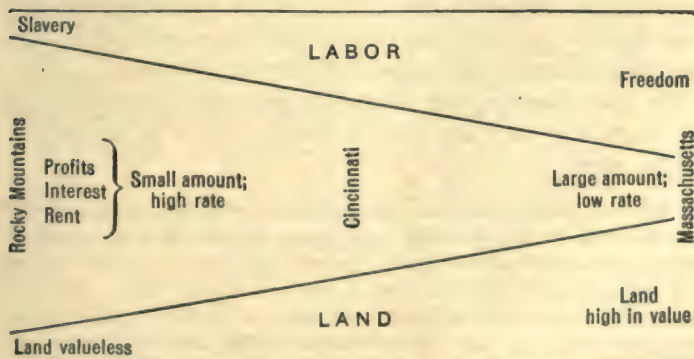 Slavery
LABOR
Freedom
Rocky Mountains
Profits
Interest
Rent
Small amount;
high rate
Cincinnati
Large amount;
low rate
Massachusetts
Land
high in value
LAND
Land valueless